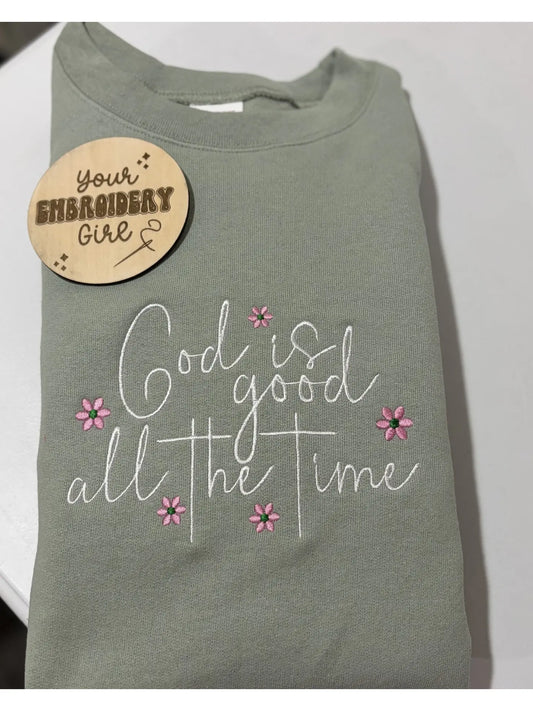 Your
EMBROIDERY
Girl
God is
good
all the Time